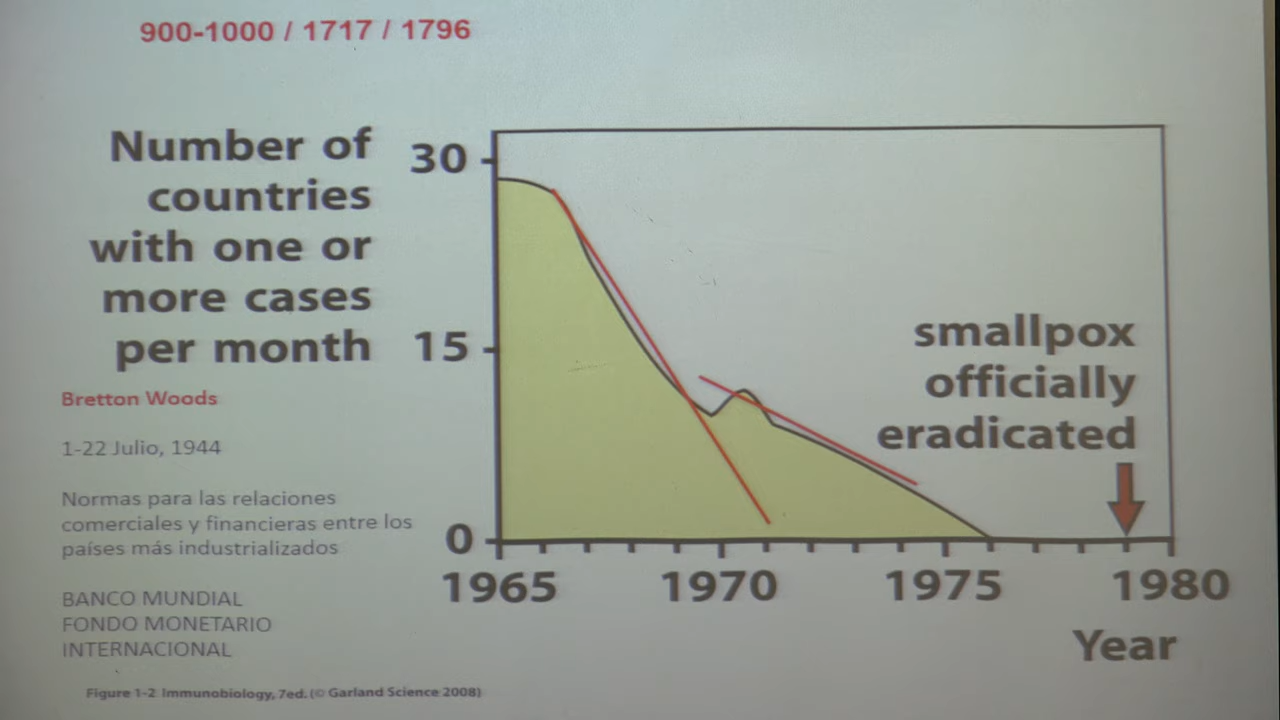 900-1000 / 1717 / 1796
Number of
countries
with one or
more cases
per month
30
15
0
smallpox
officially
eradicated
1965
1970
1975
1980
Year
Bretton Woods
1-22 Julio, 1944
Normas para las relaciones
comerciales y financieras entre los
países más industrializados
BANCO MUNDIAL
FONDO MONETARIO
INTERNACIONAL
Figure 1-2 Immunobiology, 7ed. (© Garland Science 2008)